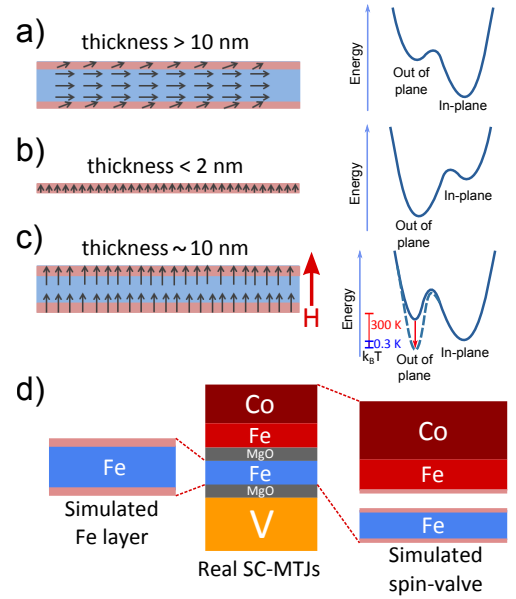 a)
thickness > 10 nm
Energy
Out of
plane
In-plane
b)
thickness < 2 nm
Energy
In-plane
Out of
plane
c)
thickness ~ 10 nm
H
Energy
300 K
0.3 K
kBT
Out of
plane
In-plane
d)
Fe
Simulated
Fe layer
Co
Fe
MgO
Fe
MgO
V
Real SC-MTJs
Co
Fe
Fe
Simulated
spin-valve